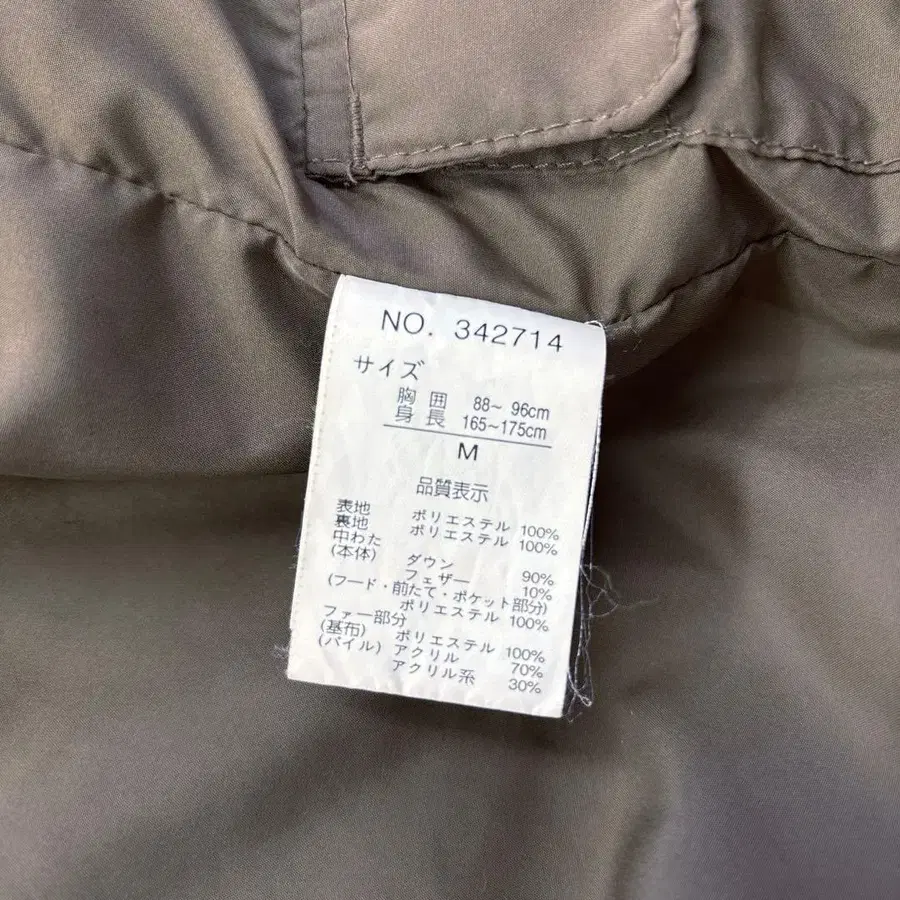 NO. 342714
サイズ
胸囲 88~ 96cm
身長 165~175cm
M
品質表示
表地 ポリエステル 100%
裏地 ポリエステル 100%
中わた
(本体) ダウン 90%
フェザー 10%
(フード・前たて・ポケット部分)
ポリエステル 100%
ファー部分
(基布) ポリエステル 100%
(パイル) アクリル 70%
アクリル系 30%